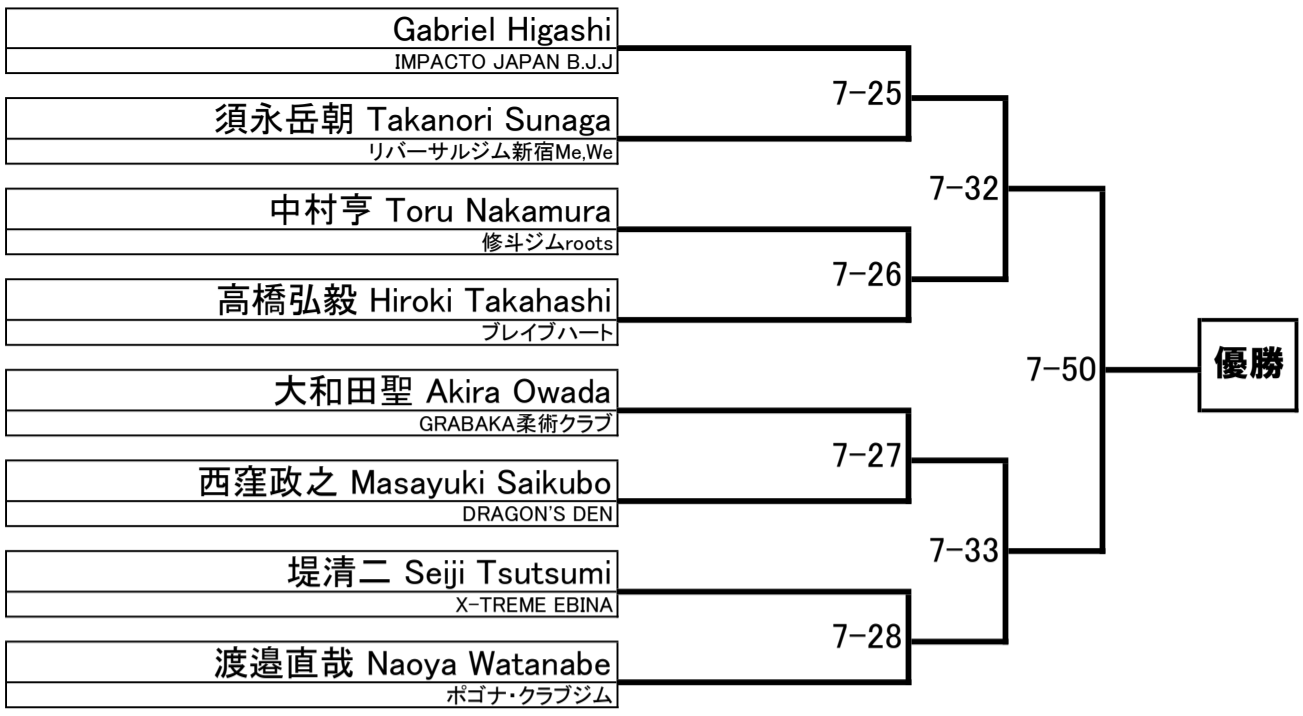 Gabriel Higashi
IMPACTO JAPAN B.J.J
7-25
須永岳朝 Takanori Sunaga
リバーサルジム新宿Me,We
7-32
中村亨 Toru Nakamura
修斗ジムroots
7-26
高橋弘毅 Hiroki Takahashi
ブレイブハート
7-50
優勝
大和田聖 Akira Owada
GRABAKA柔術クラブ
7-27
西窪政之 Masayuki Saikubo
DRAGON'S DEN
7-33
堤清二 Seiji Tsutsumi
X-TREME EBINA
7-28
渡邉直哉 Naoya Watanabe
ポゴナ・クラブジム